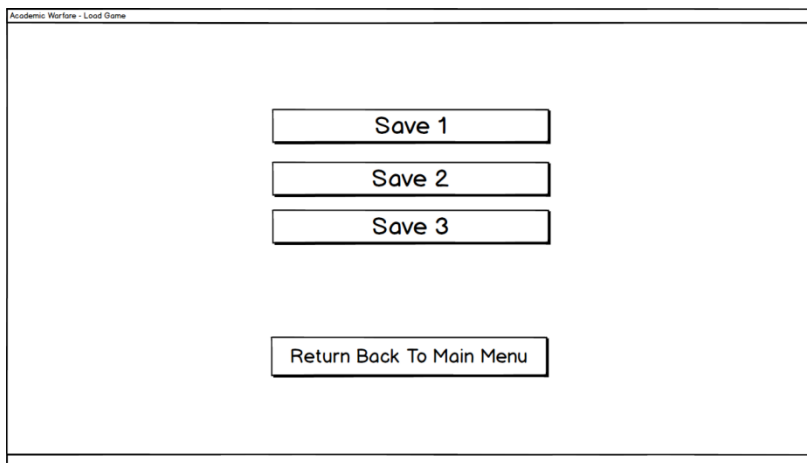 Academic Warfare - Load Game
Save 1
Save 2
Save 3
Return Back To Main Menu